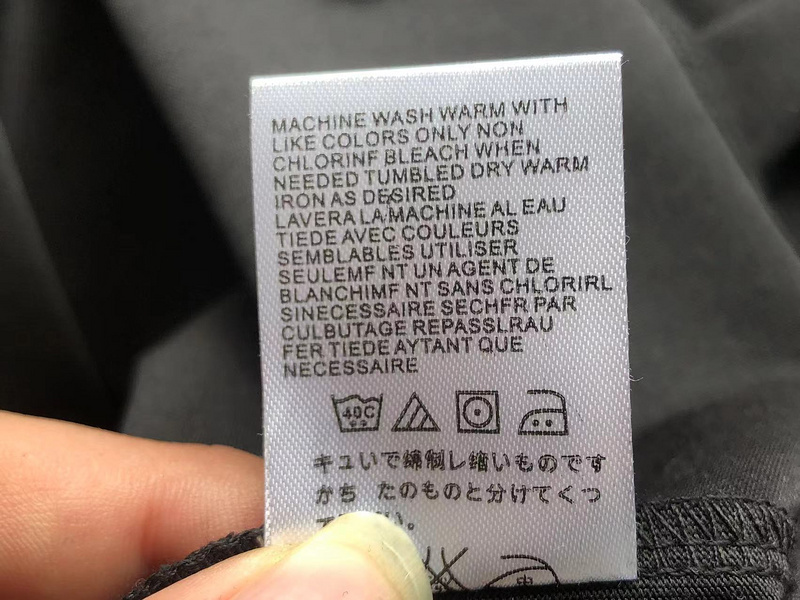 MACHINE WASH WARM WITH
LIKE COLORS ONLY NON
CHLORINF BLEACH WHEN
NEEDED TUMBLED DRY WARM
IRON AS DESIRED
LAVERA LA MACHINE AL EAU
TIEDE AVEC COULEURS
SEMBLABLES UTILISER
SEULEMF NT UN AGENT DE
BLANCHIMF NT SANS CHLORIRL
SINECESSAIRE SECHFR PAR
CULBUTAGE REPASSLRAU
FER TIEDE AYTANT QUE
NECESSAIRE
40C
キュいで綿制レ縮いものです
かち たのものと分けてくっ